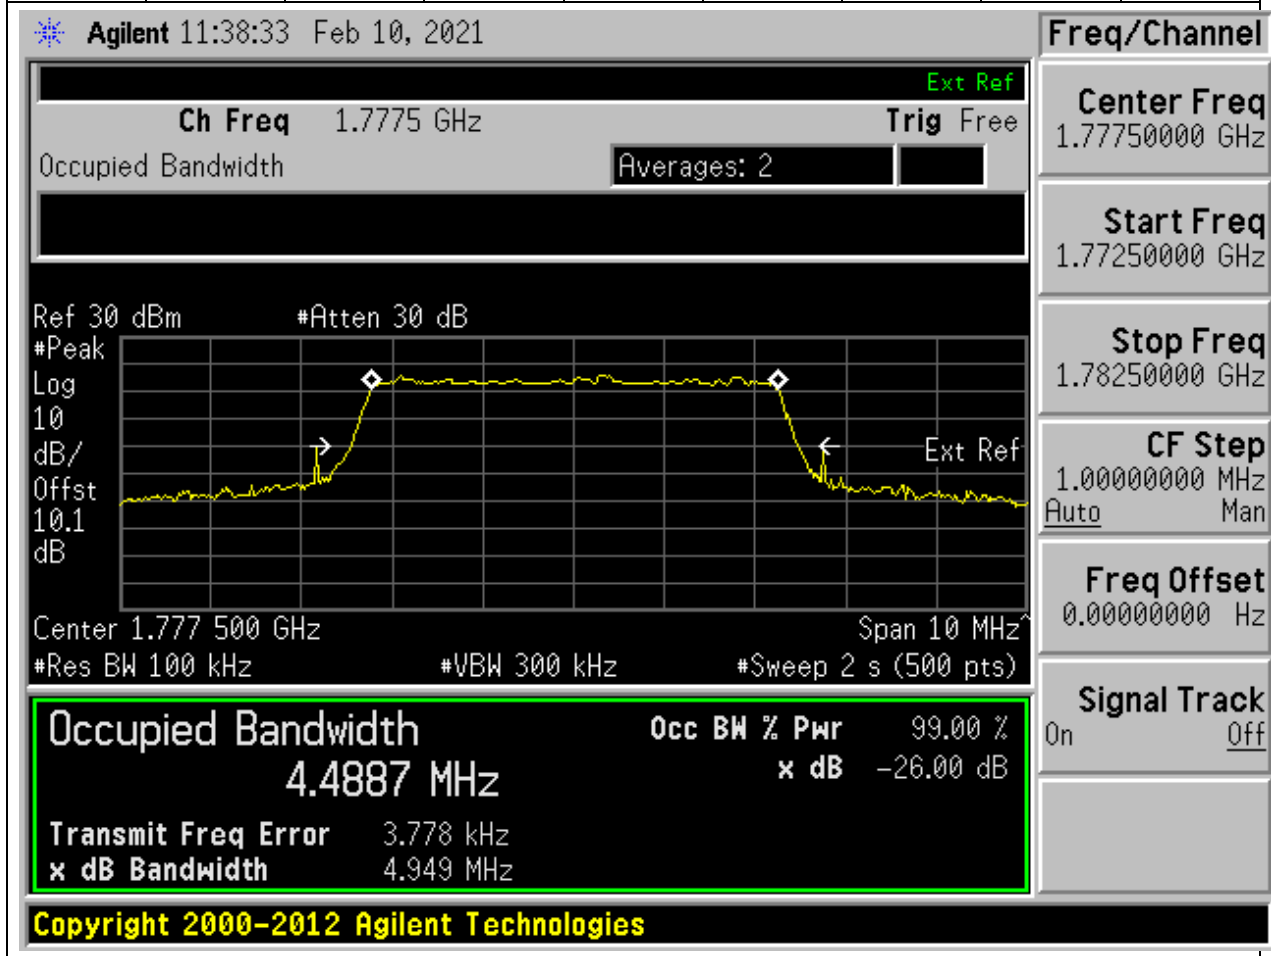 Agilent 11:38:33 Feb 10, 2021
Freq/Channel
Ext Ref
Ch Freq 1.7775 GHz Trig Free
Occupied Bandwidth Averages: 2
Center Freq
1.77750000 GHz
Start Freq
1.77250000 GHz
Stop Freq
1.78250000 GHz
CF Step
1.00000000 MHz
Auto Man
Freq Offset
0.00000000 Hz
Signal Track
On Off
Ref 30 dBm #Atten 30 dB
#Peak
Log
10
dB/
Offst
10.1
dB
Ext Ref
Center 1.777 500 GHz Span 10 MHz^
#Res BW 100 kHz #VBW 300 kHz #Sweep 2 s (500 pts)
Occupied Bandwidth Occ BW % Pwr 99.00 %
4.4887 MHz x dB -26.00 dB
Transmit Freq Error 3.778 kHz
x dB Bandwidth 4.949 MHz
Copyright 2000-2012 Agilent Technologies